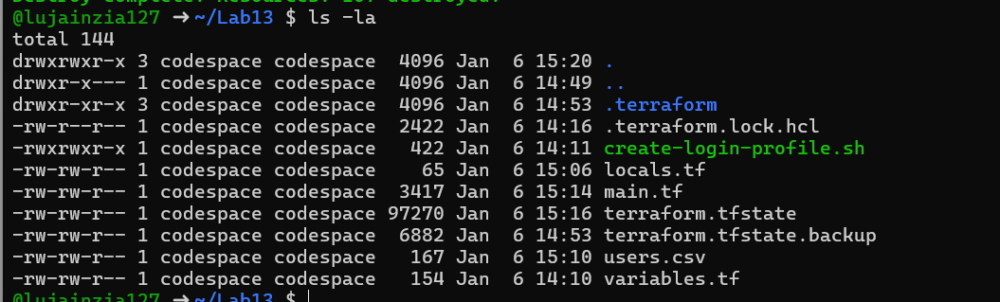 Destroy complete! Resources: 107 destroyed.
@lujainzia127 ➜ ~/Lab13 $ ls -la
total 144
drwxrwxr-x 3 codespace codespace  4096 Jan  6 15:20 .
drwxr-x--- 1 codespace codespace  4096 Jan  6 14:49 ..
drwxr-xr-x 3 codespace codespace  4096 Jan  6 14:53 .terraform
-rw-r--r-- 1 codespace codespace  2422 Jan  6 14:16 .terraform.lock.hcl
-rwxrwxr-x 1 codespace codespace   422 Jan  6 14:11 create-login-profile.sh
-rw-rw-r-- 1 codespace codespace    65 Jan  6 15:06 locals.tf
-rw-rw-r-- 1 codespace codespace  3417 Jan  6 15:14 main.tf
-rw-rw-r-- 1 codespace codespace 97270 Jan  6 15:16 terraform.tfstate
-rw-rw-r-- 1 codespace codespace  6882 Jan  6 14:53 terraform.tfstate.backup
-rw-rw-r-- 1 codespace codespace   167 Jan  6 15:10 users.csv
-rw-rw-r-- 1 codespace codespace   154 Jan  6 14:10 variables.tf
@lujainzia127 ➜ ~/Lab13 $